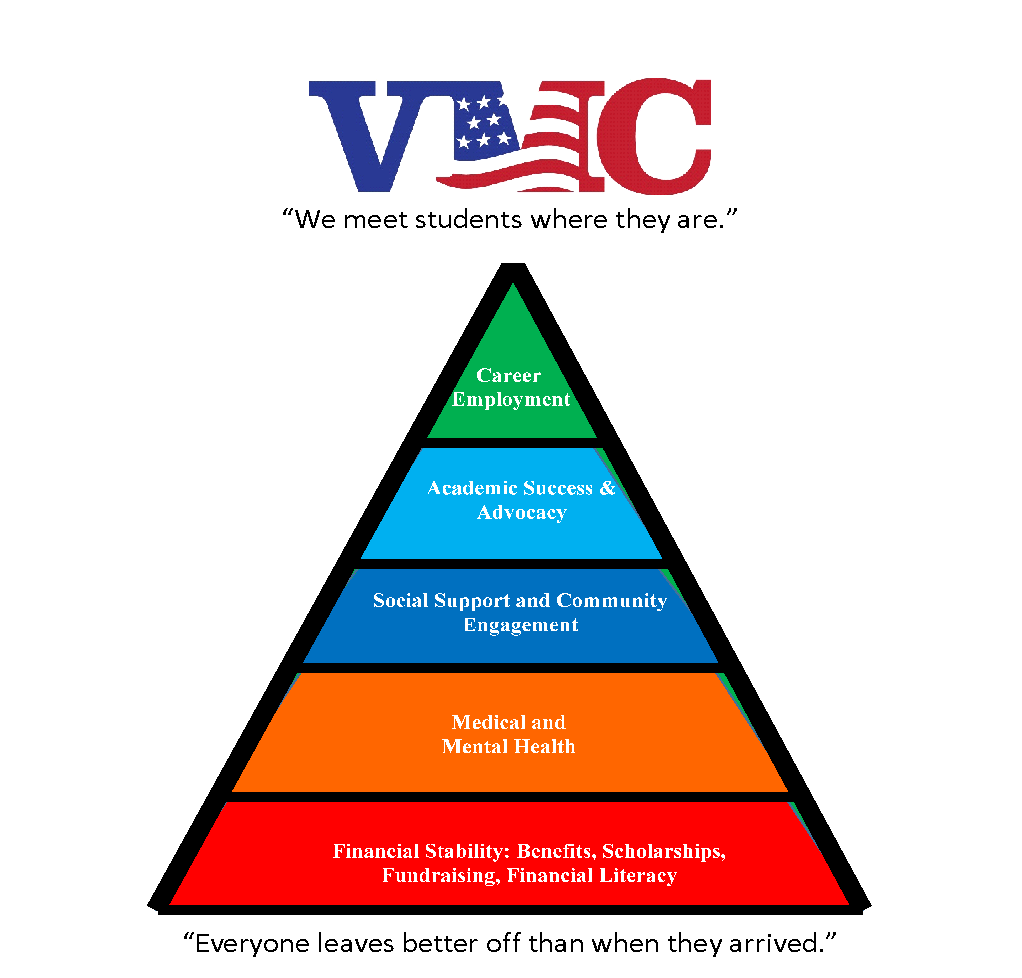 VMC
“We meet students where they are.”
Career
Employment
Academic Success &
Advocacy
Social Support and Community
Engagement
Medical and
Mental Health
Financial Stability: Benefits, Scholarships,
Fundraising, Financial Literacy
“Everyone leaves better off than when they arrived.”